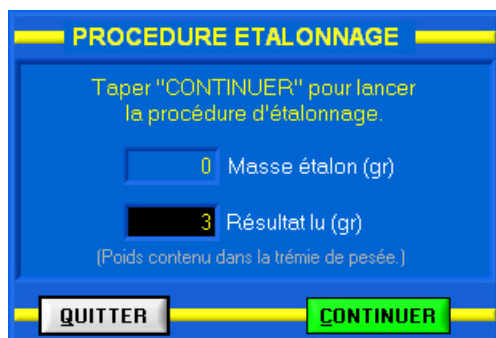 PROCEDURE ETALONNAGE
Taper "CONTINUER" pour lancer
la procédure d'étalonnage.
0 Masse étalon (gr)
3 Résultat lu (gr)
(Poids contenu dans la trémie de pesée.)
QUITTER CONTINUER